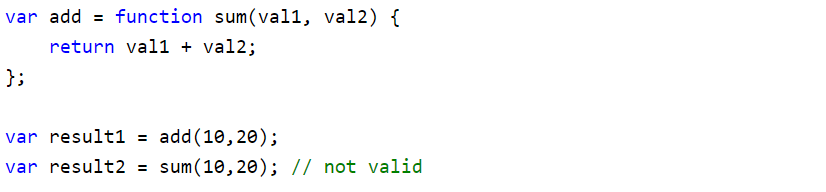 var add = function sum(val1, val2) {
    return val1 + val2;
};

var result1 = add(10,20);
var result2 = sum(10,20); // not valid